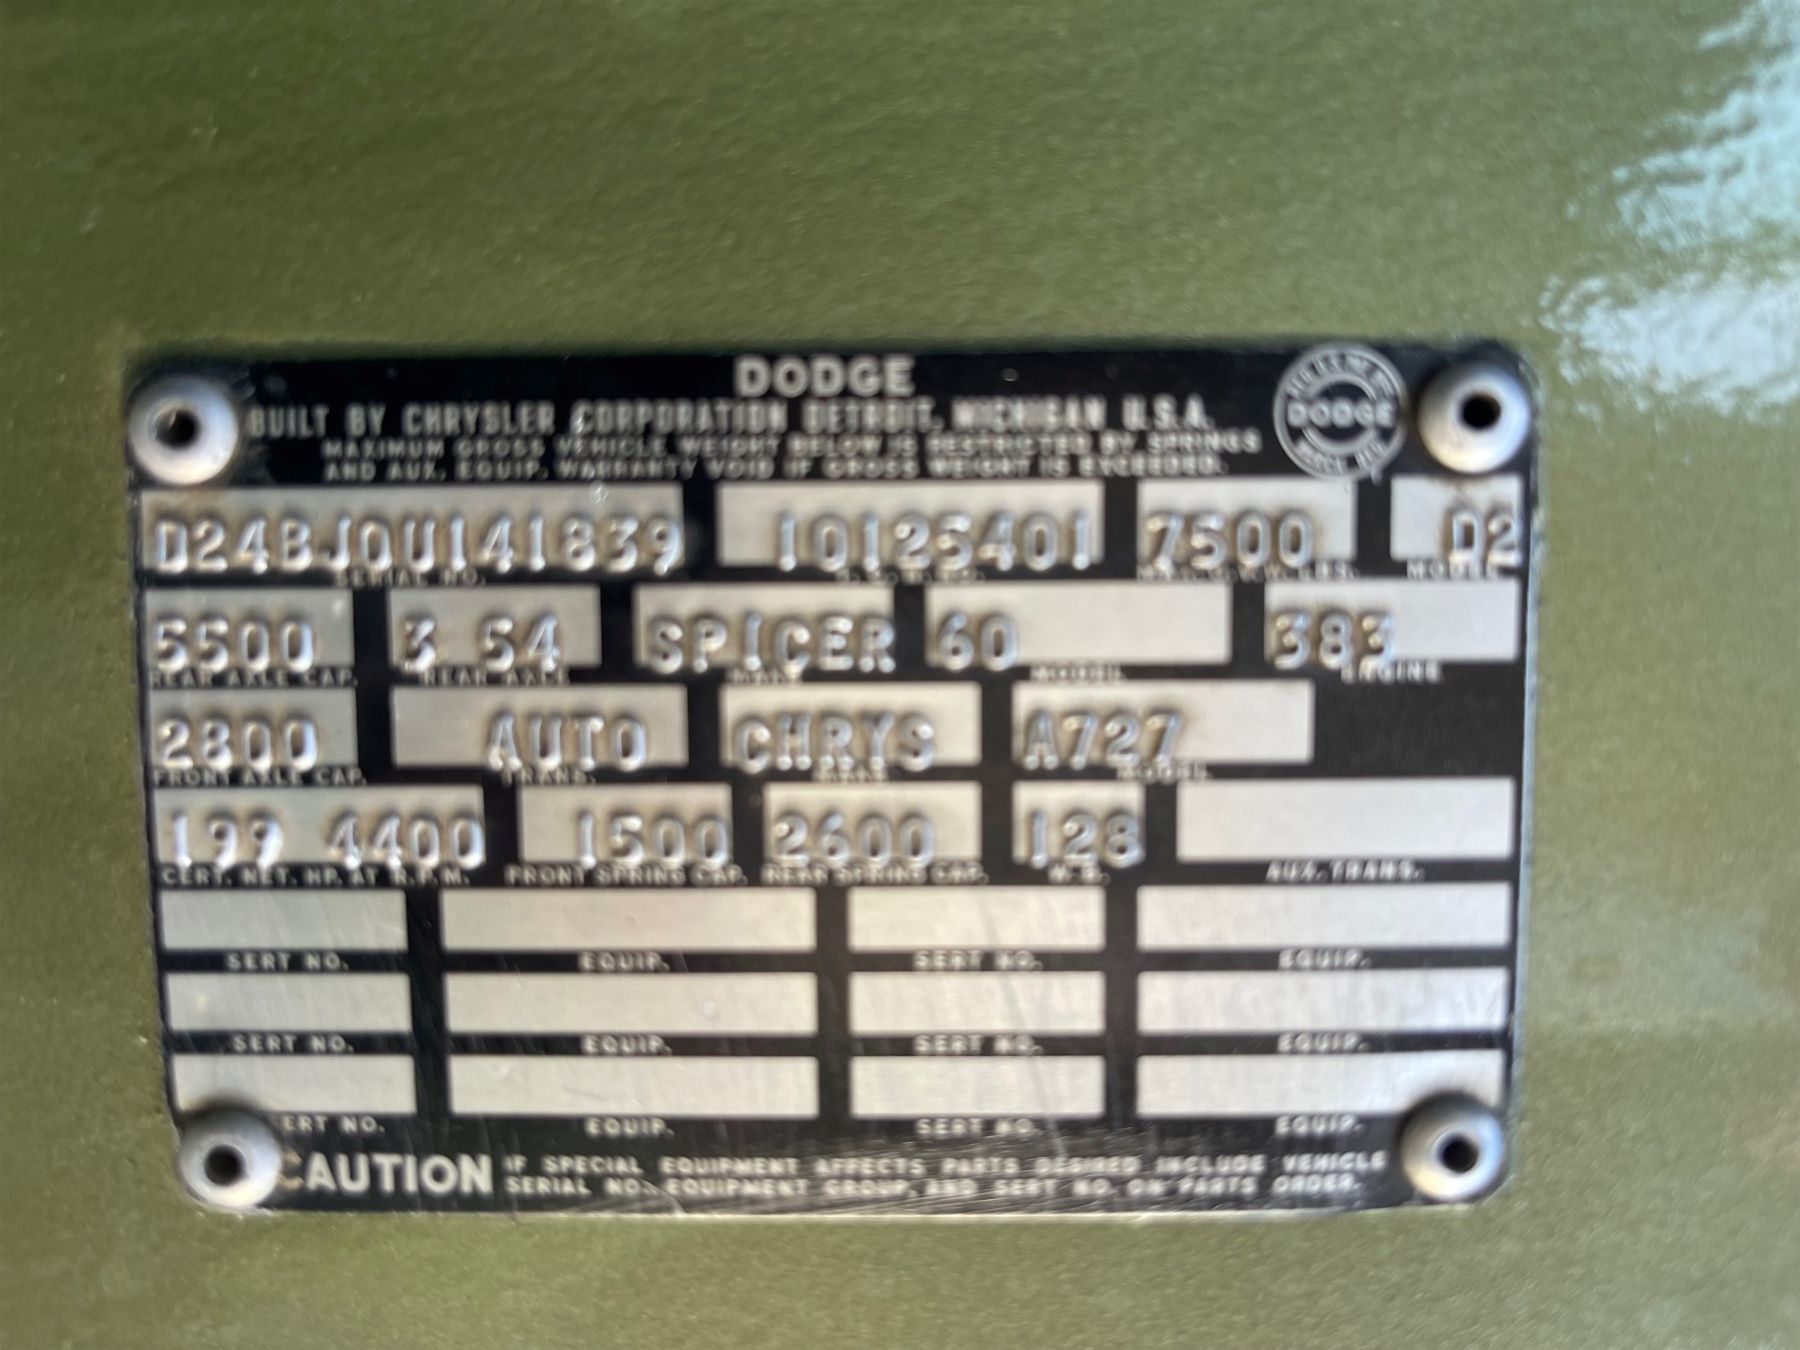 DODGE
BUILT BY CHRYSLER CORPORATION DETROIT, MICHIGAN U.S.A.
DODGE
MAXIMUM GROSS VEHICLE WEIGHT BELOW IS RESTRICTED BY SPRINGS
AND AUX. EQUIP. WARRANTY VOID IF GROSS WEIGHT IS EXCEEDED.
D24BJ0U141839 10125401 7500 D2
SERIAL NO. MODEL
5500 3 54 SPICER 60 383
REAR AXLE CAP. REAR AXLE MAKE MODEL ENGINE
2800 AUTO CHRYS A727
FRONT AXLE CAP. TRANS. MAKE MODEL
199 4400 1500 2600 128
CERT. NET. HP. AT R.P.M. FRONT SPRING CAP. REAR SPRING CAP. W.B. AUX. TRANS.
SERT NO. EQUIP. SERT NO. EQUIP.
SERT NO. EQUIP. SERT NO. EQUIP.
SERT NO. EQUIP. SERT NO. EQUIP.
CAUTION IF SPECIAL EQUIPMENT AFFECTS PARTS DESIRED INCLUDE VEHICLE
SERIAL NO., EQUIPMENT GROUP, AND SERT NO. ON PARTS ORDER.